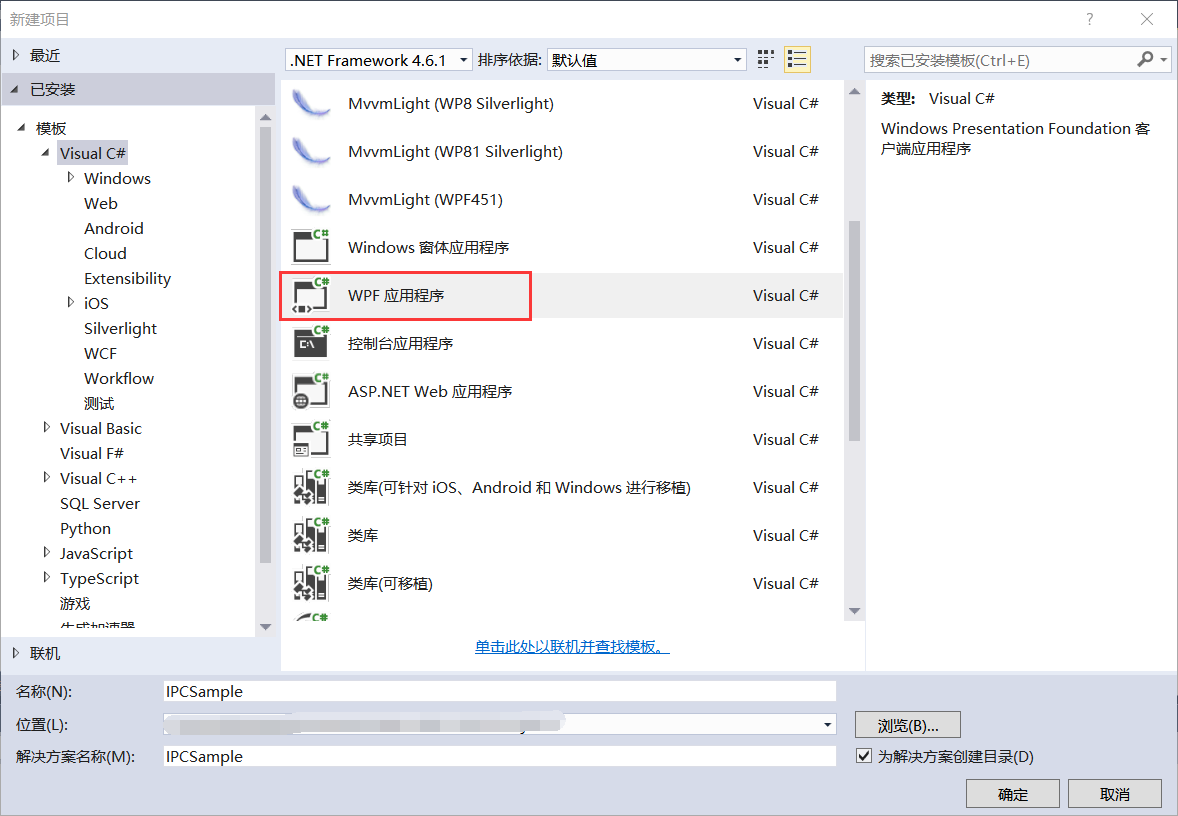 新建项目
?
最近
已安装
模板
Visual C#
Windows
Web
Android
Cloud
Extensibility
iOS
Silverlight
WCF
Workflow
测试
Visual Basic
Visual F#
Visual C++
SQL Server
Python
JavaScript
TypeScript
游戏
生成加速器
联机
.NET Framework 4.6.1 排序依据: 默认值
搜索已安装模板(Ctrl+E)
MvvmLight (WP8 Silverlight) Visual C#
MvvmLight (WP81 Silverlight) Visual C#
MvvmLight (WPF451) Visual C#
Windows 窗体应用程序 Visual C#
WPF 应用程序 Visual C#
控制台应用程序 Visual C#
ASP.NET Web 应用程序 Visual C#
共享项目 Visual C#
类库(可针对 iOS、Android 和 Windows 进行移植) Visual C#
类库 Visual C#
类库(可移植) Visual C#
单击此处以联机并查找模板。
类型: Visual C#
Windows Presentation Foundation 客
户端应用程序
名称(N): IPCSample
位置(L): 浏览(B)...
解决方案名称(M): IPCSample
为解决方案创建目录(D)
确定 取消